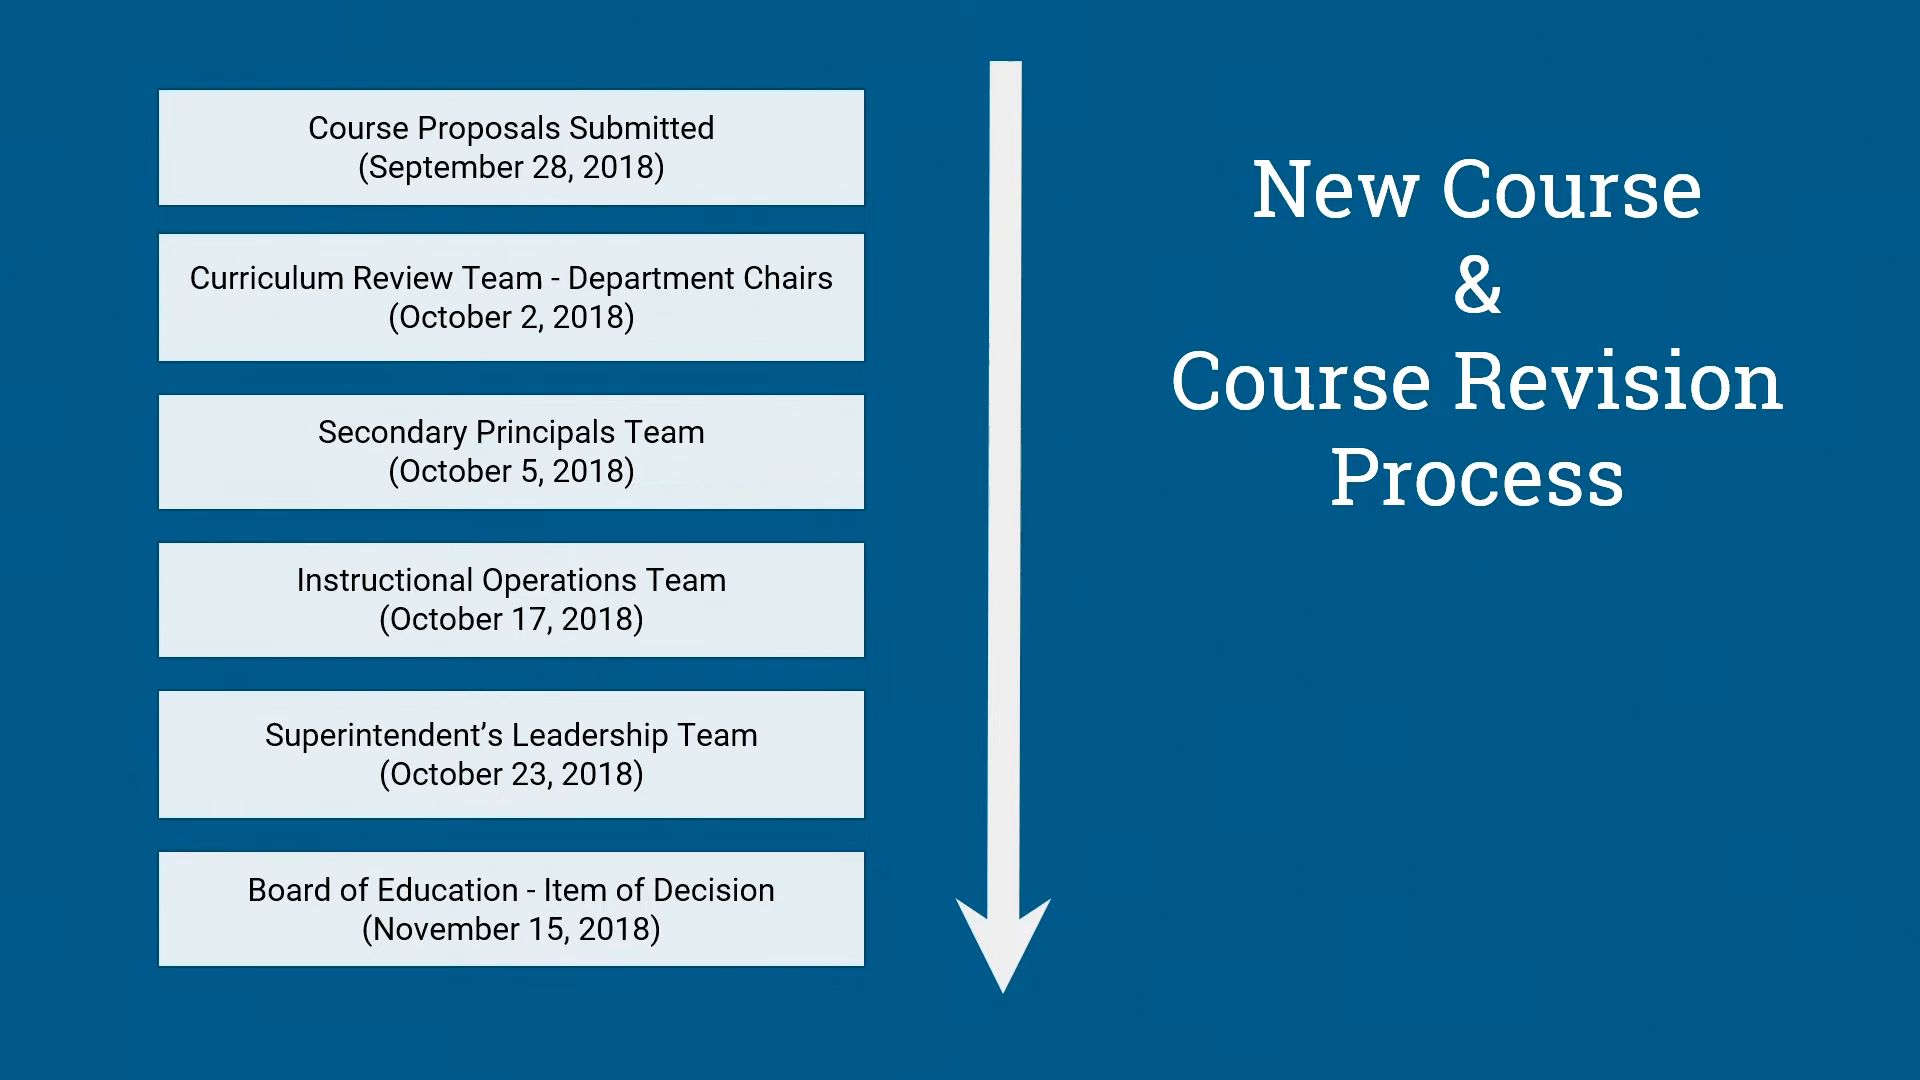 Course Proposals Submitted
(September 28, 2018)
Curriculum Review Team - Department Chairs
(October 2, 2018)
Secondary Principals Team
(October 5, 2018)
Instructional Operations Team
(October 17, 2018)
Superintendent’s Leadership Team
(October 23, 2018)
Board of Education - Item of Decision
(November 15, 2018)
New Course
&
Course Revision
Process